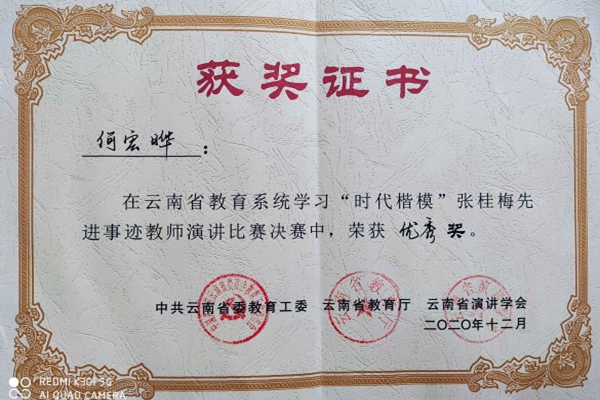 获奖证书
何宏晔：
在云南省教育系统学习“时代楷模”张桂梅先
进事迹教师演讲比赛决赛中，荣获 优秀奖。
中共云南省委教育工委 云南省教育厅 云南省演讲学会
二〇二〇年十二月
REDMI K30I 5G
AI QUAD CAMERA